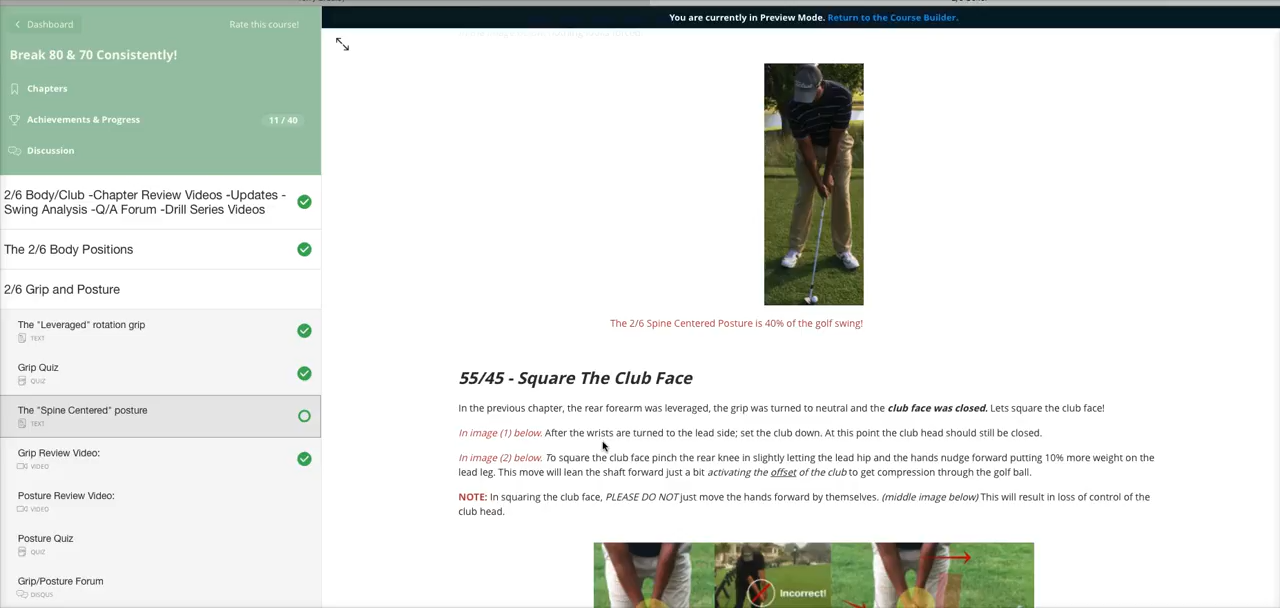 You are currently in Preview Mode. Return to the Course Builder.
Dashboard
Rate this course!
Break 80 & 70 Consistently!
Chapters
Achievements & Progress
11 / 40
Discussion
2/6 Body/Club -Chapter Review Videos -Updates -
Swing Analysis -Q/A Forum -Drill Series Videos
The 2/6 Body Positions
2/6 Grip and Posture
The "Leveraged" rotation grip
TEXT
Grip Quiz
QUIZ
The "Spine Centered" posture
TEXT
Grip Review Video:
VIDEO
Posture Review Video:
VIDEO
Posture Quiz
QUIZ
Grip/Posture Forum
DISQUS
The 2/6 Spine Centered Posture is 40% of the golf swing!
55/45 - Square The Club Face
In the previous chapter, the rear forearm was leveraged, the grip was turned to neutral and the club face was closed. Lets square the club face!
In image (1) below. After the wrists are turned to the lead side; set the club down. At this point the club head should still be closed.
In image (2) below. To square the club face pinch the rear knee in slightly letting the lead hip and the hands nudge forward putting 10% more weight on the
lead leg. This move will lean the shaft forward just a bit activating the offset of the club to get compression through the golf ball.
NOTE: In squaring the club face, PLEASE DO NOT just move the hands forward by themselves. (middle image below) This will result in loss of control of the
club head.
Incorrect!